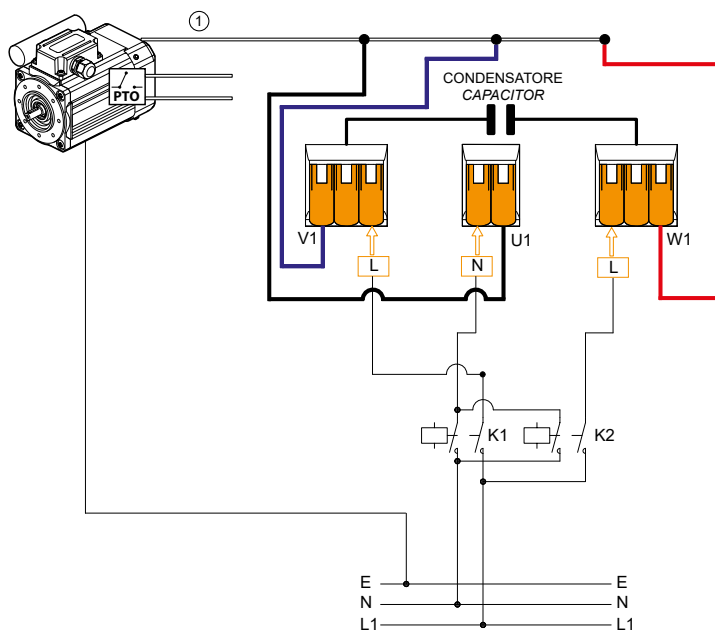 1
PTO
CONDENSATORE
CAPACITOR
V1
U1
W1
L
N
L
K1
K2
E
E
N
N
L1
L1